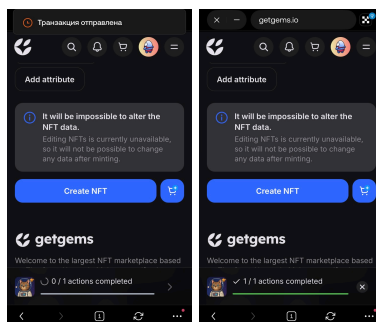 Транзакция отправлена
Add attribute
It will be impossible to alter the
NFT data.
Editing NFTs is currently unavailable,
so it will not be possible to change
any data after minting.
Create NFT
getgems
Welcome to the largest NFT marketplace based
0 / 1 actions completed
1
getgems.io
Add attribute
It will be impossible to alter the
NFT data.
Editing NFTs is currently unavailable,
so it will not be possible to change
any data after minting.
Create NFT
getgems
Welcome to the largest NFT marketplace based
1 / 1 actions completed
1